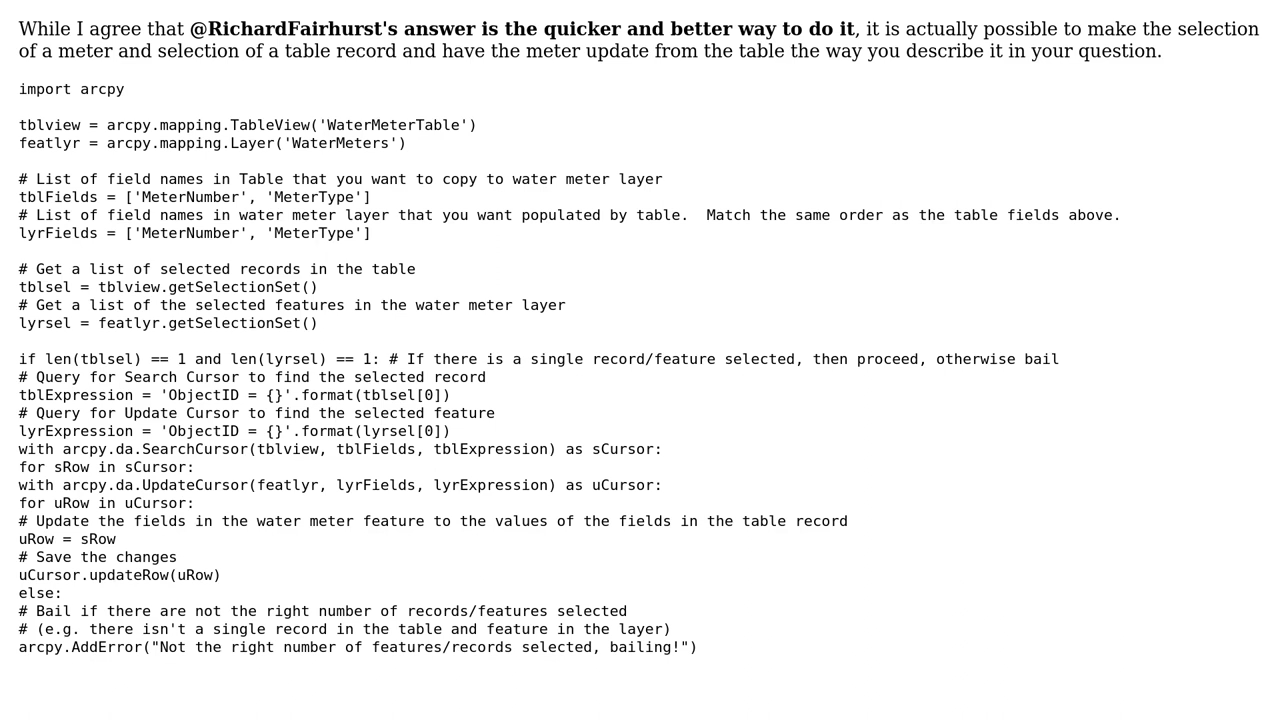 While I agree that @RichardFairhurst's answer is the quicker and better way to do it, it is actually possible to make the selection
of a meter and selection of a table record and have the meter update from the table the way you describe it in your question.
import arcpy
tblview = arcpy.mapping.TableView('WaterMeterTable')
featlyr = arcpy.mapping.Layer('WaterMeters')
# List of field names in Table that you want to copy to water meter layer
tblFields = ['MeterNumber', 'MeterType']
# List of field names in water meter layer that you want populated by table.  Match the same order as the table fields above.
lyrFields = ['MeterNumber', 'MeterType']
# Get a list of selected records in the table
tblsel = tblview.getSelectionSet()
# Get a list of the selected features in the water meter layer
lyrsel = featlyr.getSelectionSet()
if len(tblsel) == 1 and len(lyrsel) == 1: # If there is a single record/feature selected, then proceed, otherwise bail
# Query for Search Cursor to find the selected record
tblExpression = 'ObjectID = {}'.format(tblsel[0])
# Query for Update Cursor to find the selected feature
lyrExpression = 'ObjectID = {}'.format(lyrsel[0])
with arcpy.da.SearchCursor(tblview, tblFields, tblExpression) as sCursor:
for sRow in sCursor:
with arcpy.da.UpdateCursor(featlyr, lyrFields, lyrExpression) as uCursor:
for uRow in uCursor:
# Update the fields in the water meter feature to the values of the fields in the table record
uRow = sRow
# Save the changes
uCursor.updateRow(uRow)
else:
# Bail if there are not the right number of records/features selected
# (e.g. there isn't a single record in the table and feature in the layer)
arcpy.AddError("Not the right number of features/records selected, bailing!")